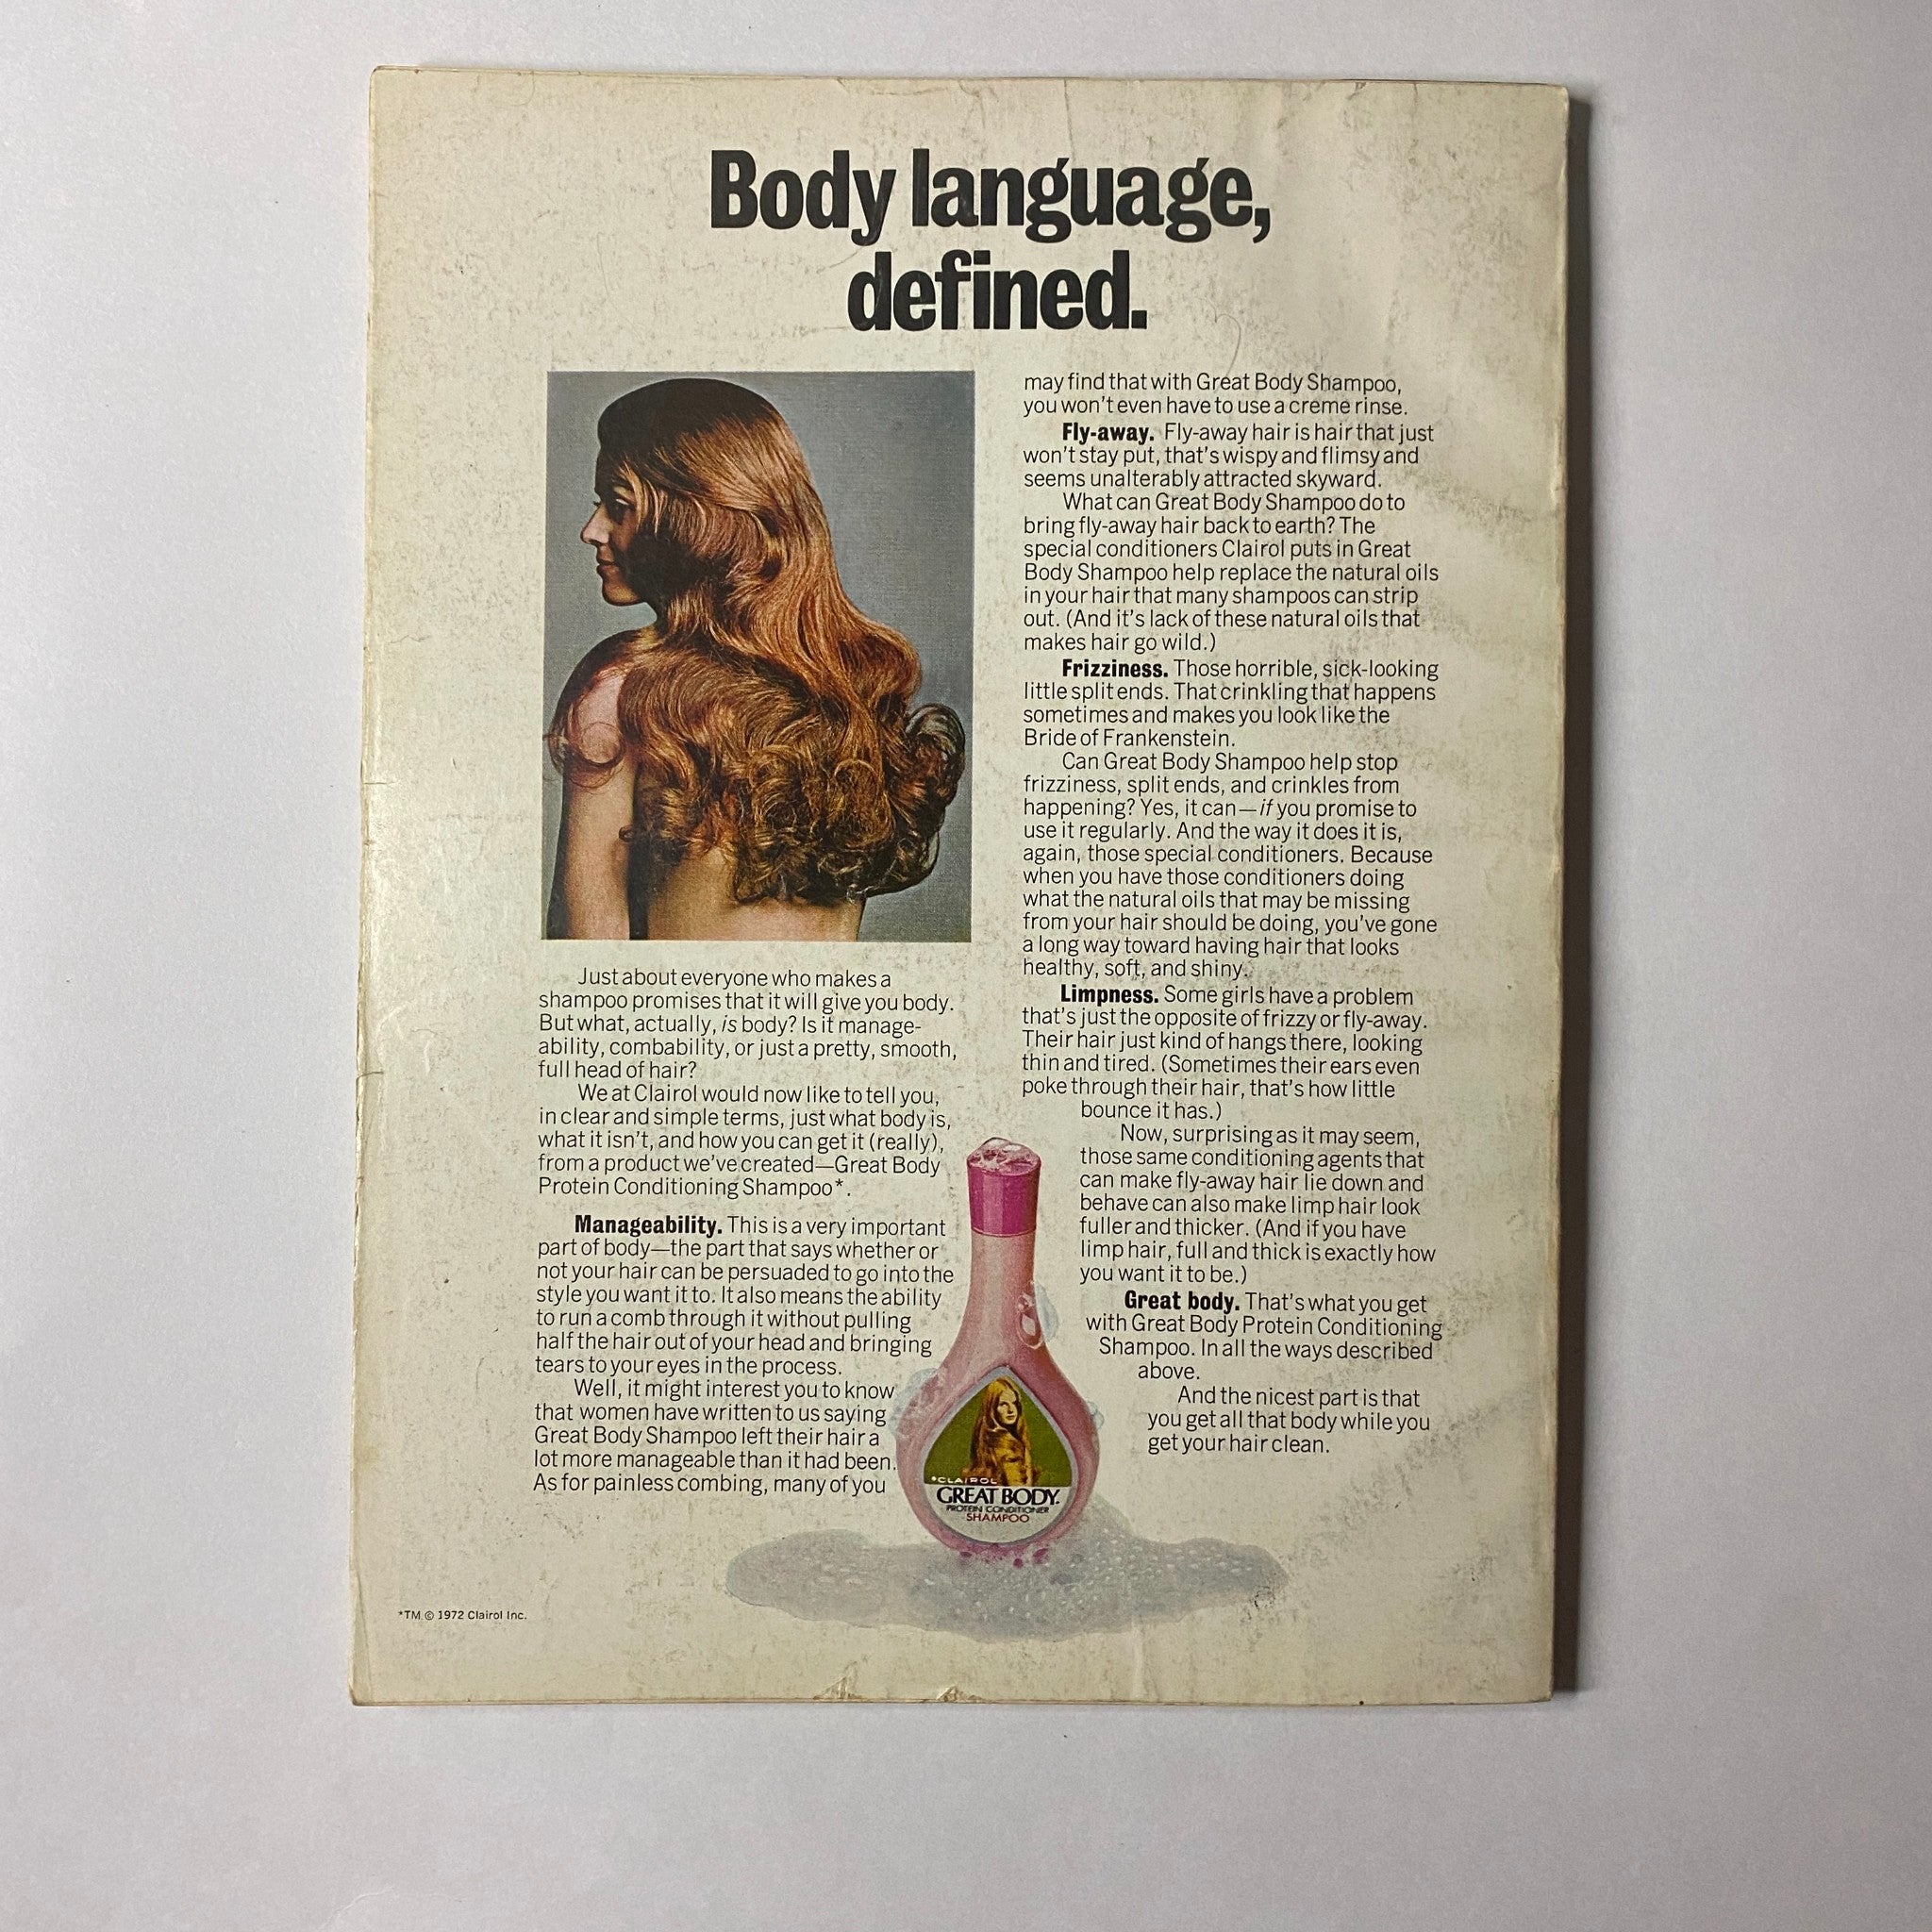 Body language,
defined.
Just about everyone who makes a
shampoo promises that it will give you body.
But what, actually, is body? Is it manage-
ability, combability, or just a pretty, smooth,
full head of hair?
We at Clairol would now like to tell you,
in clear and simple terms, just what body is,
what it isn't, and how you can get it (really),
from a product we've created—Great Body
Protein Conditioning Shampoo*.
Manageability. This is a very important
part of body—the part that says whether or
not your hair can be persuaded to go into the
style you want it to. It also means the ability
to run a comb through it without pulling
half the hair out of your head and bringing
tears to your eyes in the process.
Well, it might interest you to know
that women have written to us saying
Great Body Shampoo left their hair a
lot more manageable than it had been.
As for painless combing, many of you
may find that with Great Body Shampoo,
you won't even have to use a creme rinse.
Fly-away. Fly-away hair is hair that just
won't stay put, that's wispy and flimsy and
seems unalterably attracted skyward.
What can Great Body Shampoo do to
bring fly-away hair back to earth? The
special conditioners Clairol puts in Great
Body Shampoo help replace the natural oils
in your hair that many shampoos can strip
out. (And it's lack of these natural oils that
makes hair go wild.)
Frizziness. Those horrible, sick-looking
little split ends. That crinkling that happens
sometimes and makes you look like the
Bride of Frankenstein.
Can Great Body Shampoo help stop
frizziness, split ends, and crinkles from
happening? Yes, it can—if you promise to
use it regularly. And the way it does it is,
again, those special conditioners. Because
when you have those conditioners doing
what the natural oils that may be missing
from your hair should be doing, you've gone
a long way toward having hair that looks
healthy, soft, and shiny.
Limpness. Some girls have a problem
that's just the opposite of frizzy or fly-away.
Their hair just kind of hangs there, looking
thin and tired. (Sometimes their ears even
poke through their hair, that's how little
bounce it has.)
Now, surprising as it may seem,
those same conditioning agents that
can make fly-away hair lie down and
behave can also make limp hair look
fuller and thicker. (And if you have
limp hair, full and thick is exactly how
you want it to be.)
Great body. That's what you get
with Great Body Protein Conditioning
Shampoo. In all the ways described
above.
And the nicest part is that
you get all that body while you
get your hair clean.
*CLAIROL
GREAT BODY.
PROTEIN CONDITIONER
SHAMPOO
*TM © 1972 Clairol Inc.